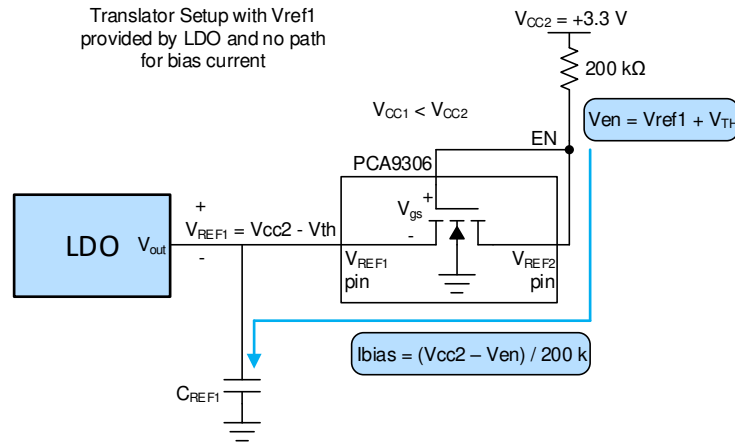 Translator Setup with Vref1
provided by LDO and no path
for bias current
VCC2 = +3.3 V
200 kΩ
VCC1 < VCC2
Ven = Vref1 + VTH
EN
PCA9306
+
Vgs
-
+
VREF1 = Vcc2 - Vth
-
LDO
Vout
VREF1
pin
VREF2
pin
Ibias = (Vcc2 – Ven) / 200 k
CREF1